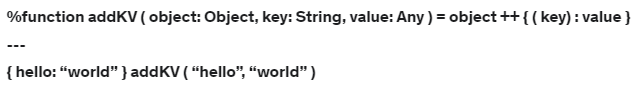 %function addKV ( object: Object, key: String, value: Any ) = object ++ { ( key) : value }
---
{ hello: “world” } addKV ( “hello”, “world” )